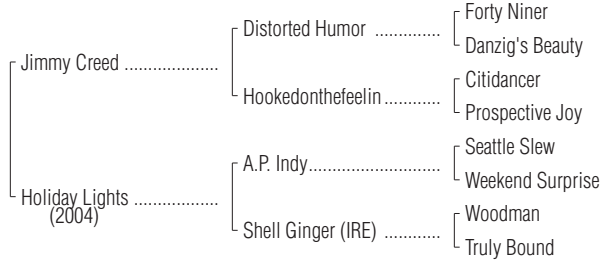 Forty Niner
Distorted Humor ..............
Danzig's Beauty
Jimmy Creed ....................
Citidancer
Hookedonthefeelin ............
Prospective Joy
Seattle Slew
A.P. Indy............................
Weekend Surprise
Holiday Lights ..................
(2004)
Woodman
Shell Ginger (IRE) ............
Truly Bound